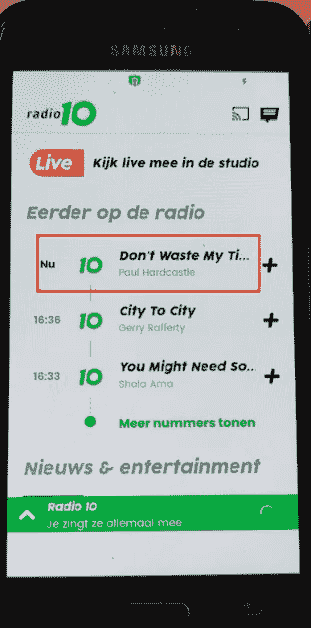 SAMSUNG
radio 10
Live Kijk live mee in de studio
Eerder op de radio
Nu 10 Don't Waste My Ti... +
Paul Hardcastle
16:36 10 City To City +
Gerry Rafferty
16:33 10 You Might Need So... +
Shola Ama
Meer nummers tonen
Nieuws & entertainment
Radio 10
Je zingt ze allemaal mee